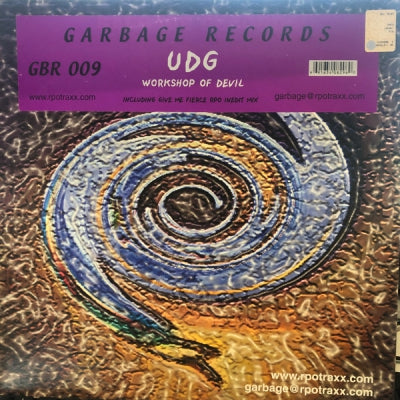 GARBAGE RECORDS
UDG
GBR 009
WORKSHOP OF DEVIL
www.rpotraxx.com
INCLUDING GIVE ME FIERCE RPO INEDIT MIX
garbage@rpotraxx.com
www.rpotraxx.com
garbage@rpotraxx.com